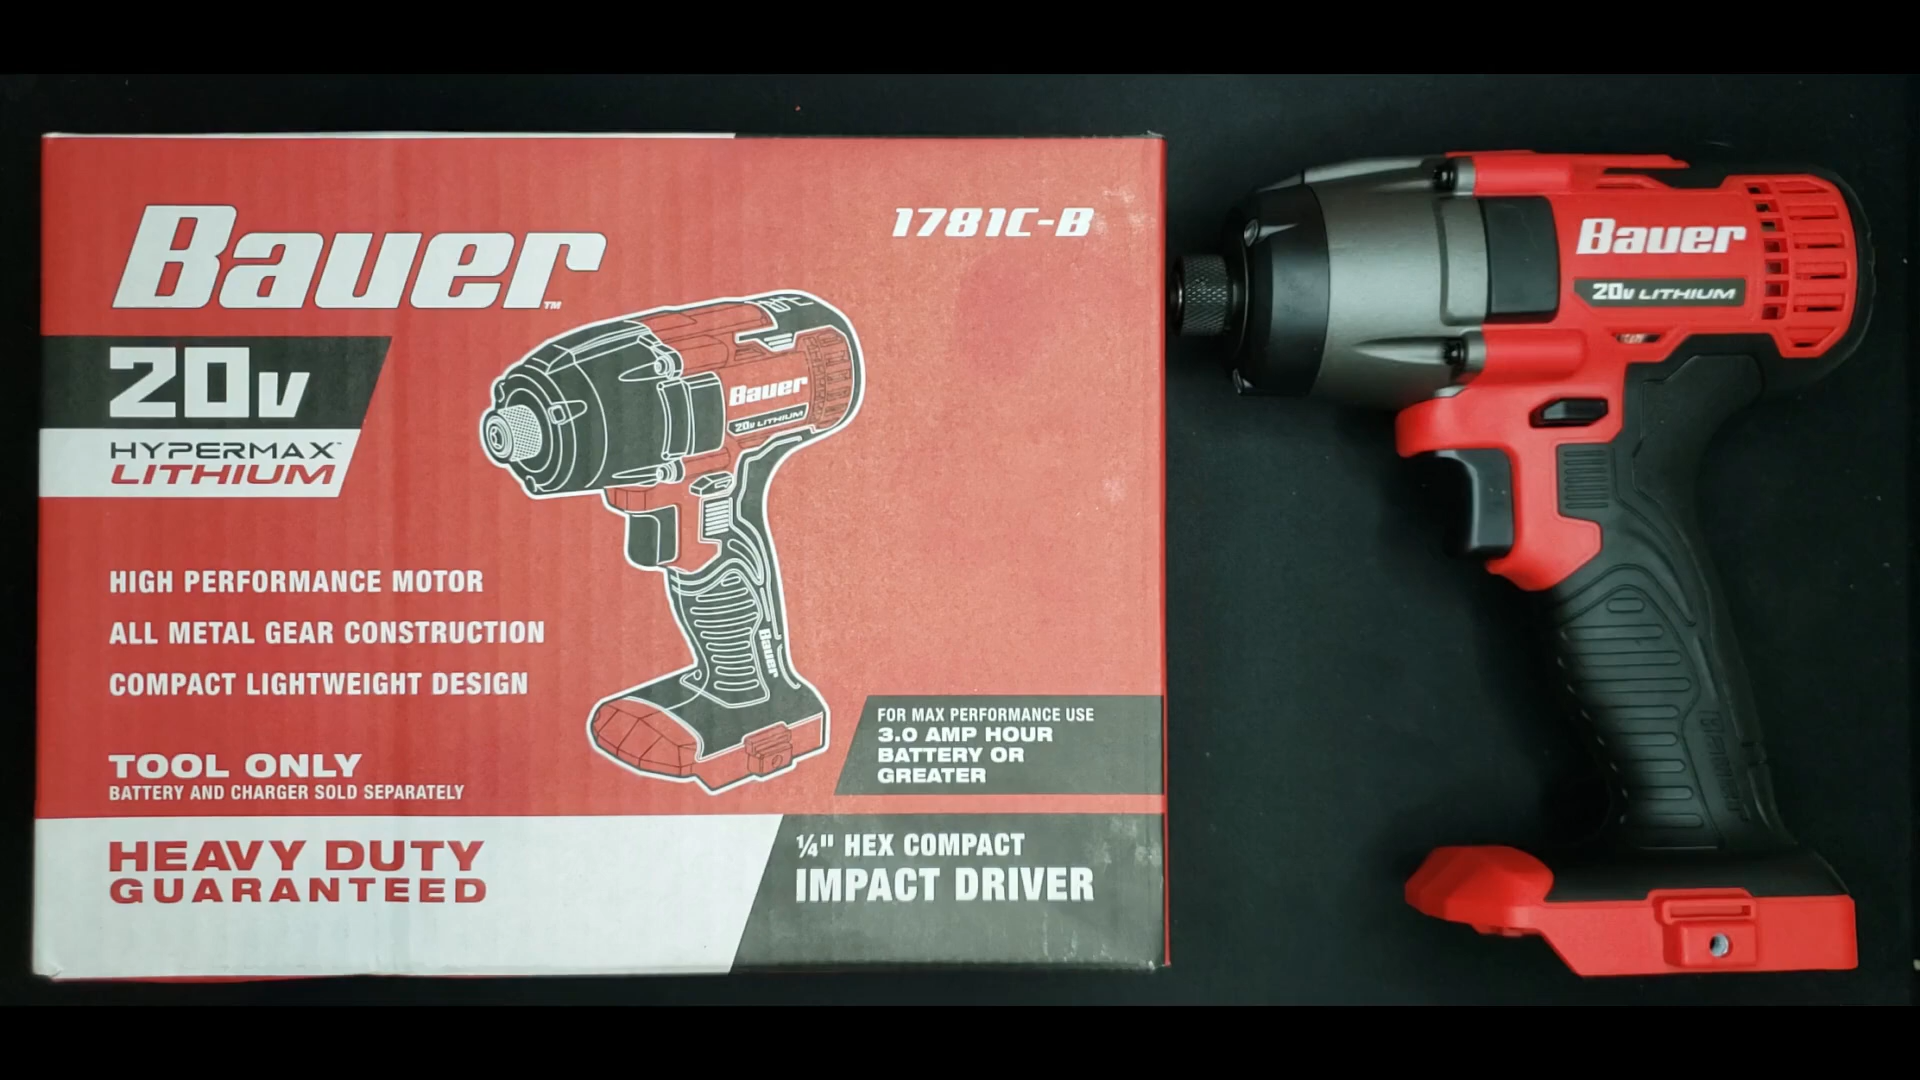 Bauer™
1781C-B
20v
HYPERMAX™
LITHIUM
Bauer
20v LITHIUM
Bauer
HIGH PERFORMANCE MOTOR
ALL METAL GEAR CONSTRUCTION
COMPACT LIGHTWEIGHT DESIGN
TOOL ONLY
BATTERY AND CHARGER SOLD SEPARATELY
FOR MAX PERFORMANCE USE
3.0 AMP HOUR
BATTERY OR
GREATER
HEAVY DUTY
GUARANTEED
¼" HEX COMPACT
IMPACT DRIVER
Bauer
20v LITHIUM
Bauer